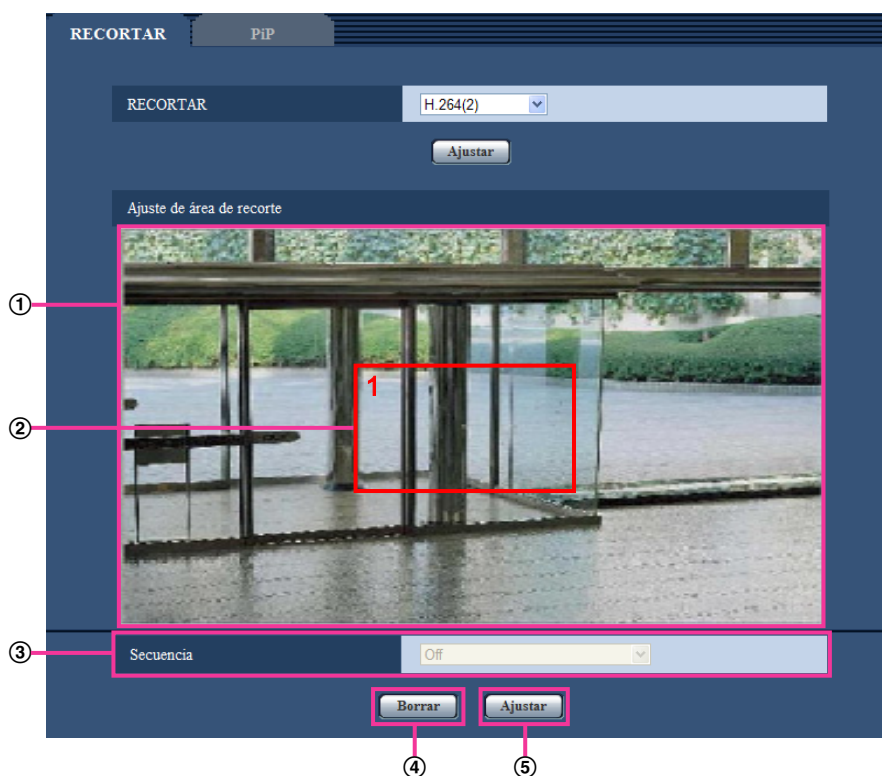 RECORTAR PiP
RECORTAR H.264(2)
Ajustar
Ajuste de área de recorte
①
1
②
③ Secuencia Off
Borrar Ajustar
④ ⑤